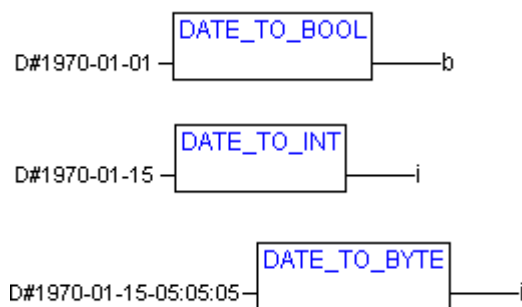 DATE_TO_BOOL
D#1970-01-01 b
DATE_TO_INT
D#1970-01-15 i
DATE_TO_BYTE
D#1970-01-15-05:05:05 i